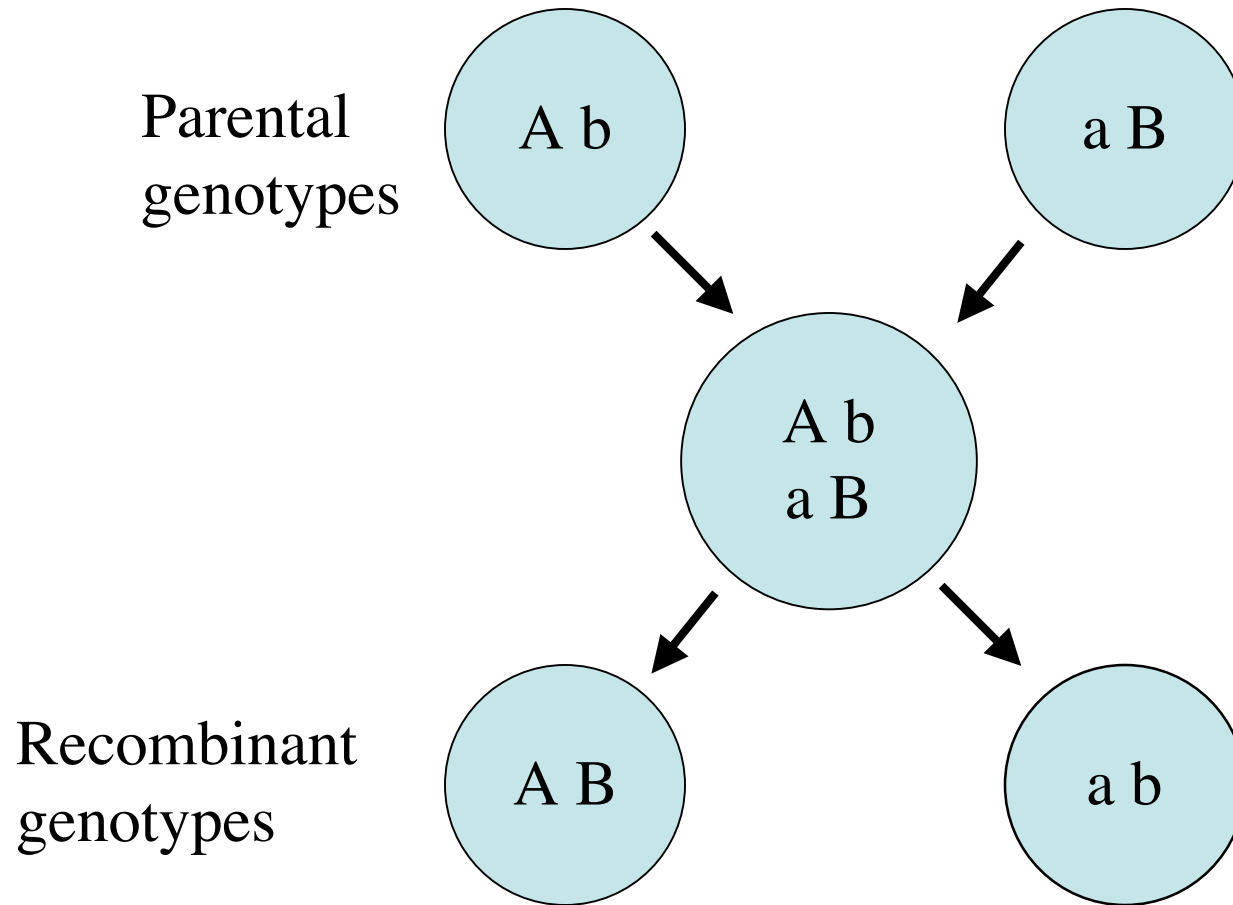 Parental
genotypes
A b
a B
A b
a B
Recombinant
genotypes
A B
a b